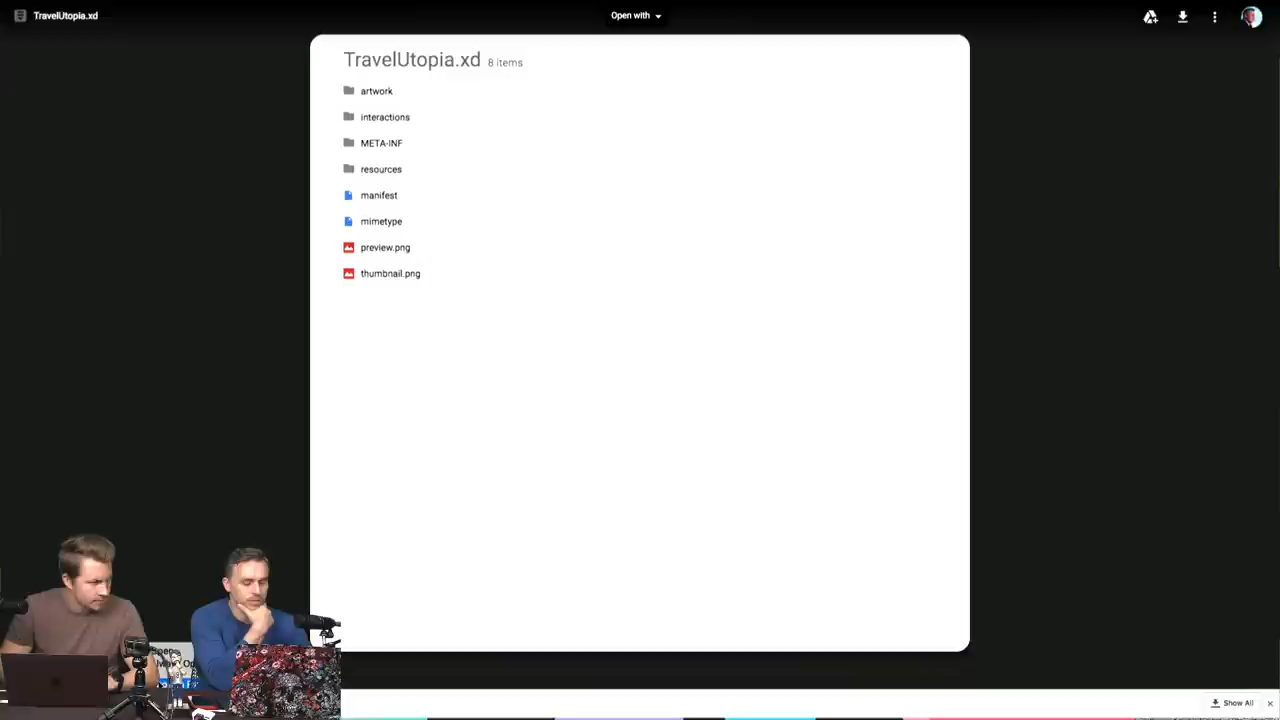 TravelUtopia.xd
Open with
TravelUtopia.xd 8 items
artwork
interactions
META-INF
resources
manifest
mimetype
preview.png
thumbnail.png
Show All